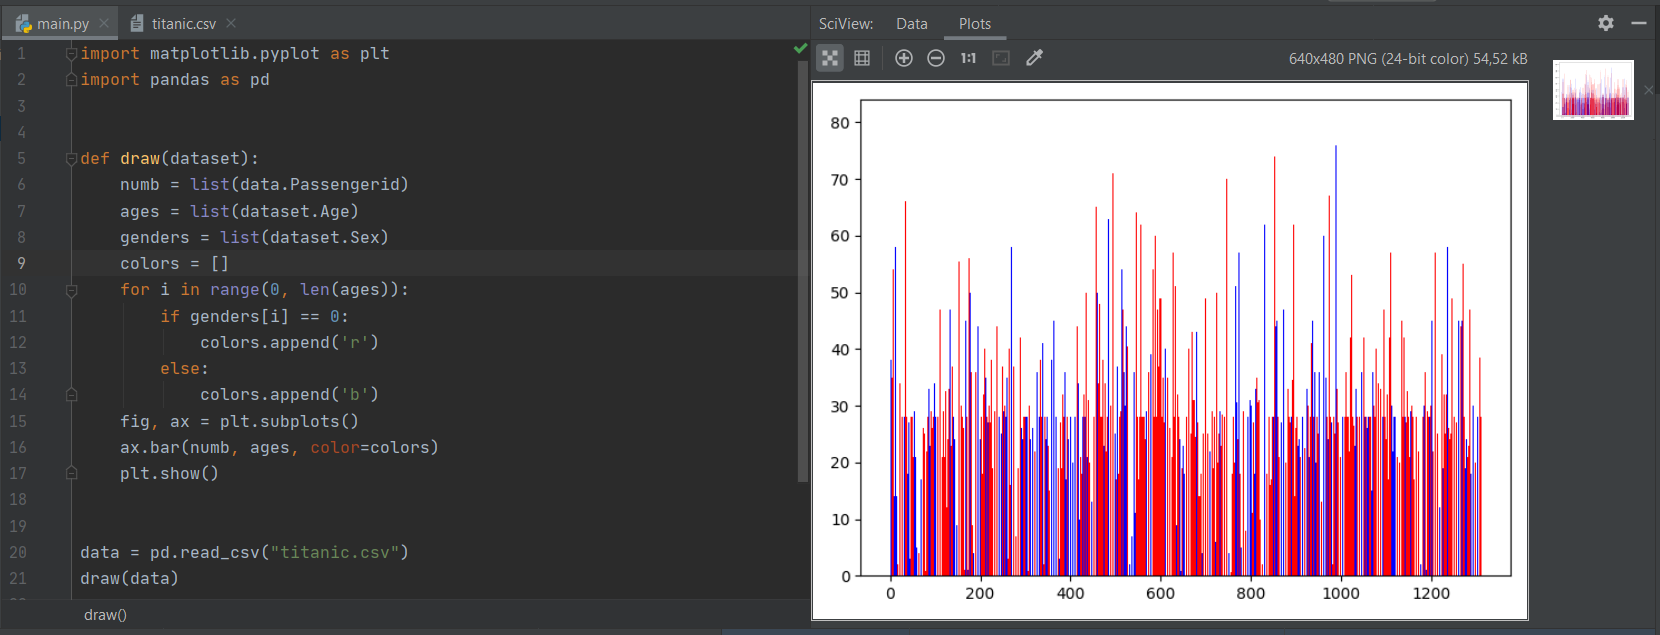 main.py titanic.csv
1 import matplotlib.pyplot as plt
2 import pandas as pd
3
4
5 def draw(dataset):
6 numb = list(data.Passengerid)
7 ages = list(dataset.Age)
8 genders = list(dataset.Sex)
9 colors = []
10 for i in range(0, len(ages)):
11 if genders[i] == 0:
12 colors.append('r')
13 else:
14 colors.append('b')
15 fig, ax = plt.subplots()
16 ax.bar(numb, ages, color=colors)
17 plt.show()
18
19
20 data = pd.read_csv("titanic.csv")
21 draw(data)
draw()
SciView: Data Plots
1:1 640x480 PNG (24-bit color) 54,52 kB
80
70
60
50
40
30
20
10
0
0 200 400 600 800 1000 1200